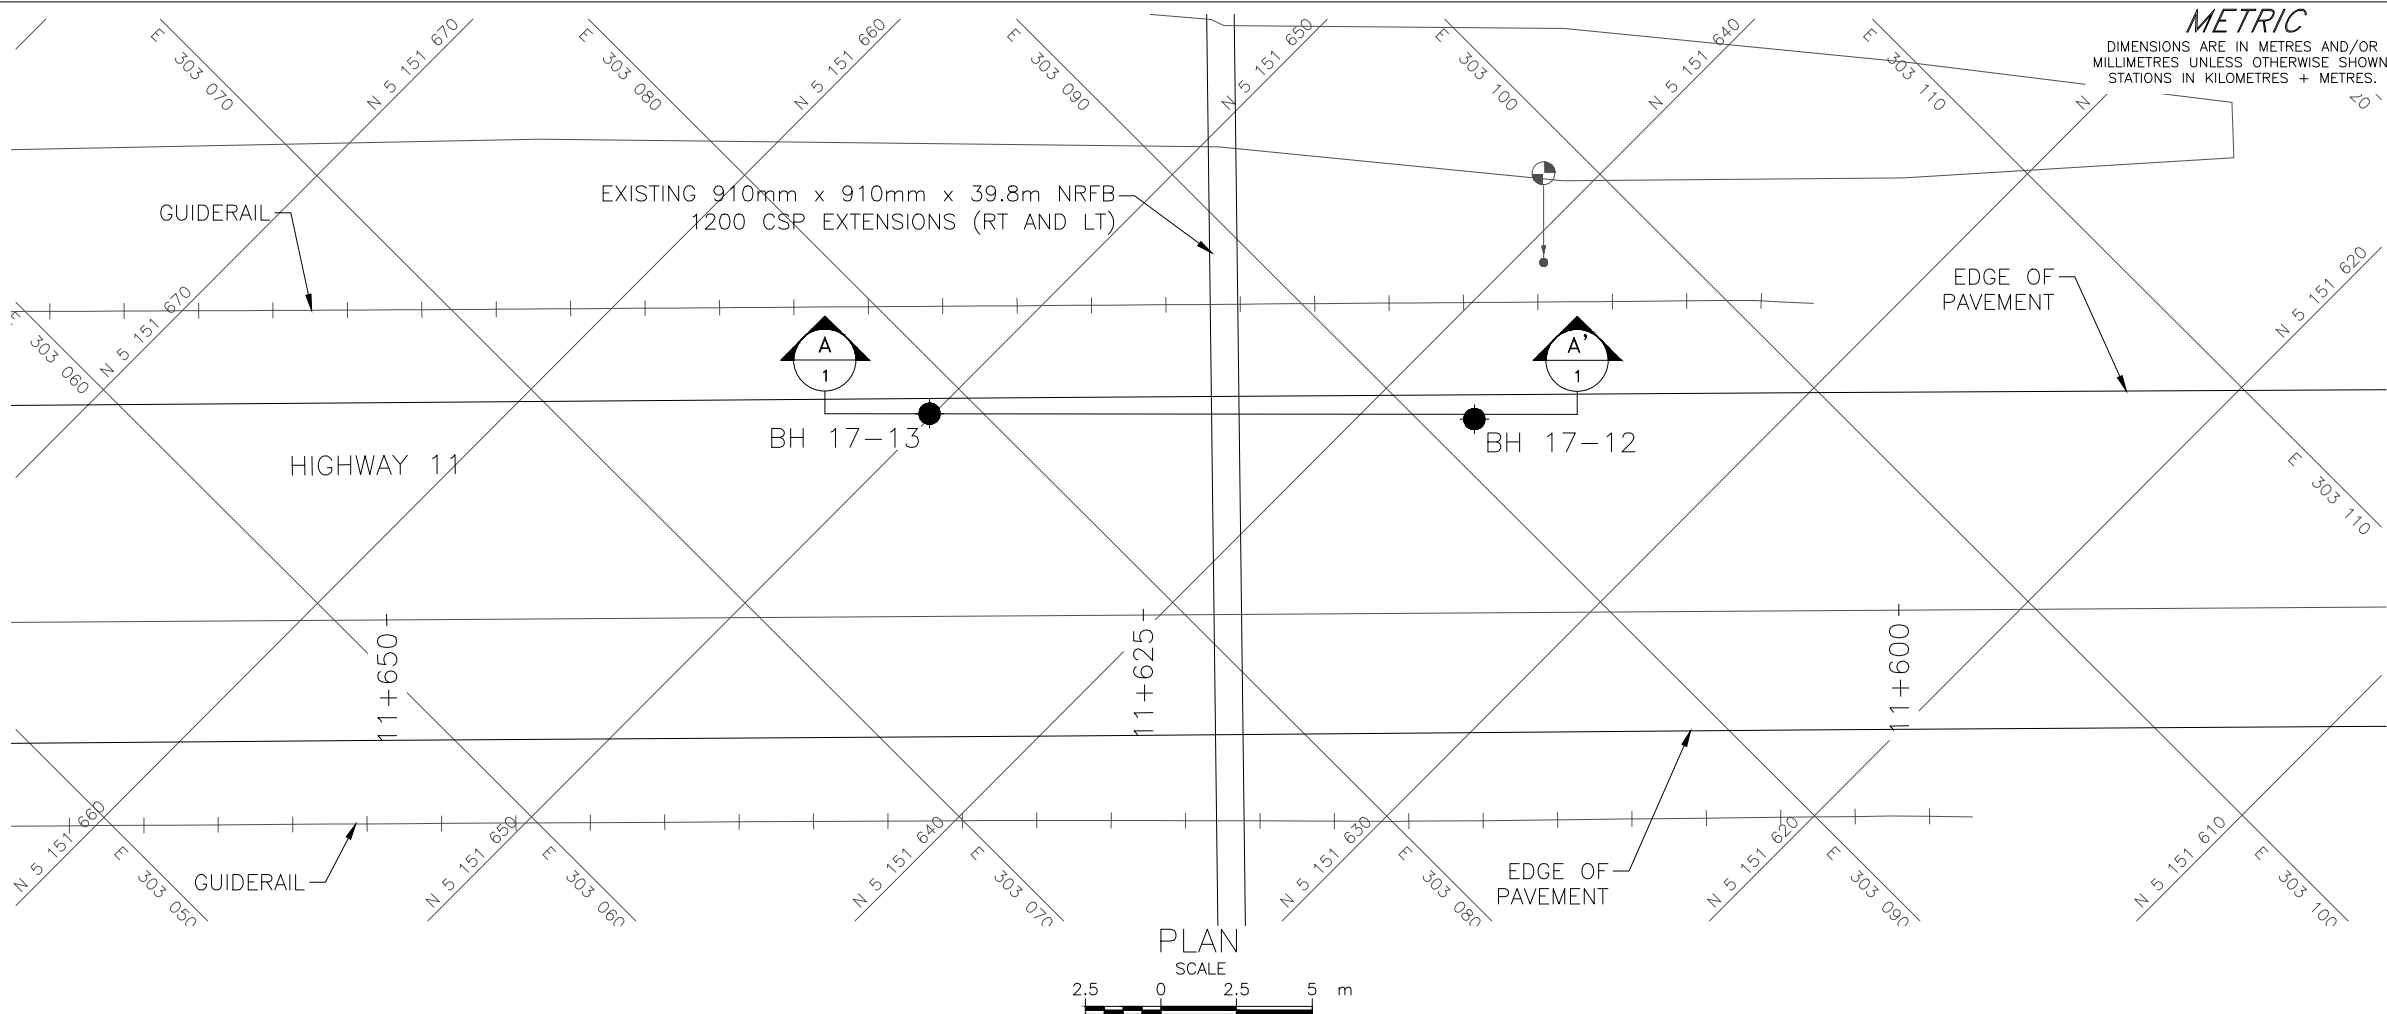 METRIC
DIMENSIONS ARE IN METRES AND/OR
MILLIMETRES UNLESS OTHERWISE SHOWN
STATIONS IN KILOMETRES + METRES.
E 303 070
N 5 151 670
E 303 080
N 5 151 660
E 303 090
N 5 151 650
E 303 100
N 5 151 640
E 303 110
N
20
EXISTING 910mm x 910mm x 39.8m NRFB
1200 CSP EXTENSIONS (RT AND LT)
GUIDERAIL
EDGE OF
PAVEMENT
N 5 151 620
E 303 060
N 5 151 670
A
1
A'
1
BH 17-13
BH 17-12
HIGHWAY 11
E 303 110
11+650
11+625
11+600
N 5 151 660
E 303 050
GUIDERAIL
N 5 151 650
E 303 060
N 5 151 640
E 303 070
N 5 151 630
E 303 080
EDGE OF
PAVEMENT
N 5 151 620
E 303 090
N 5 151 610
E 303 100
PLAN
SCALE
2.5 0 2.5 5 m